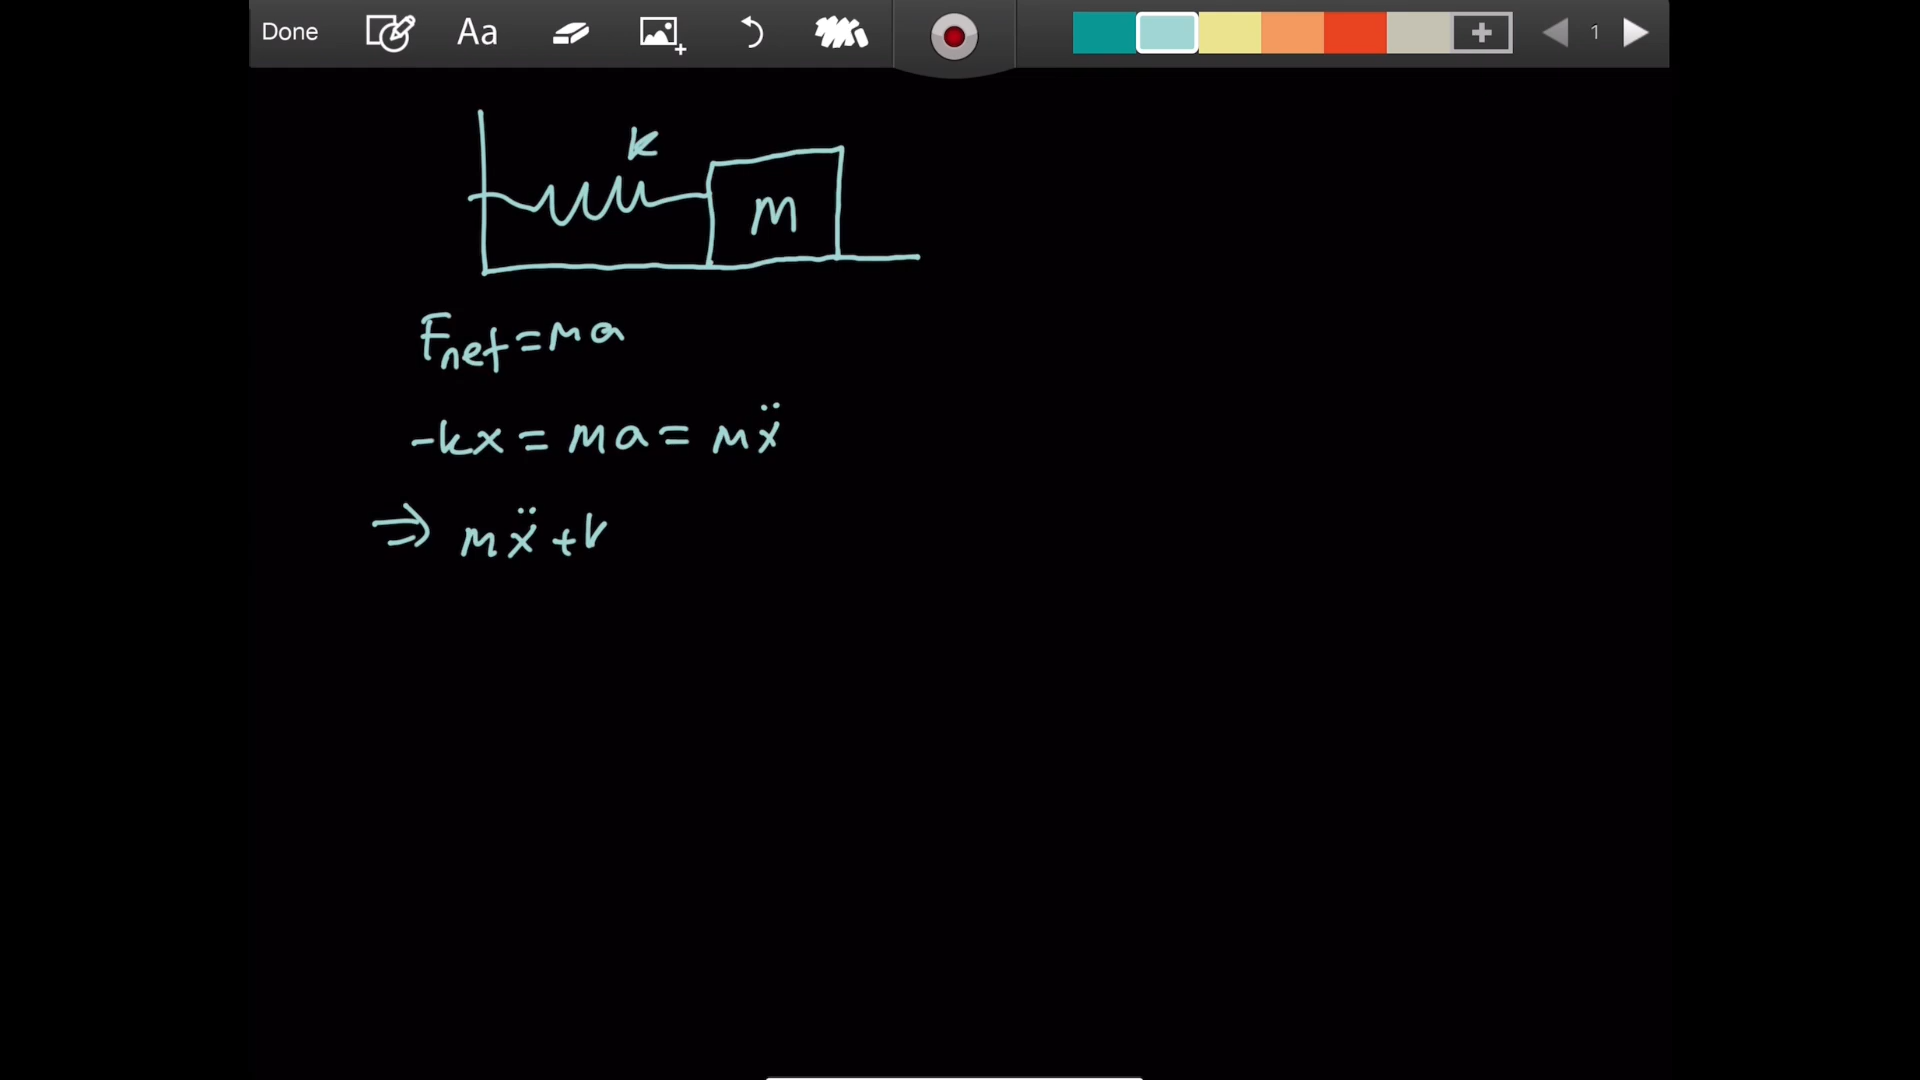 Done Aa 1
k
m
Fnet = ma
-kx = ma = mẍ
⇒ mẍ + k